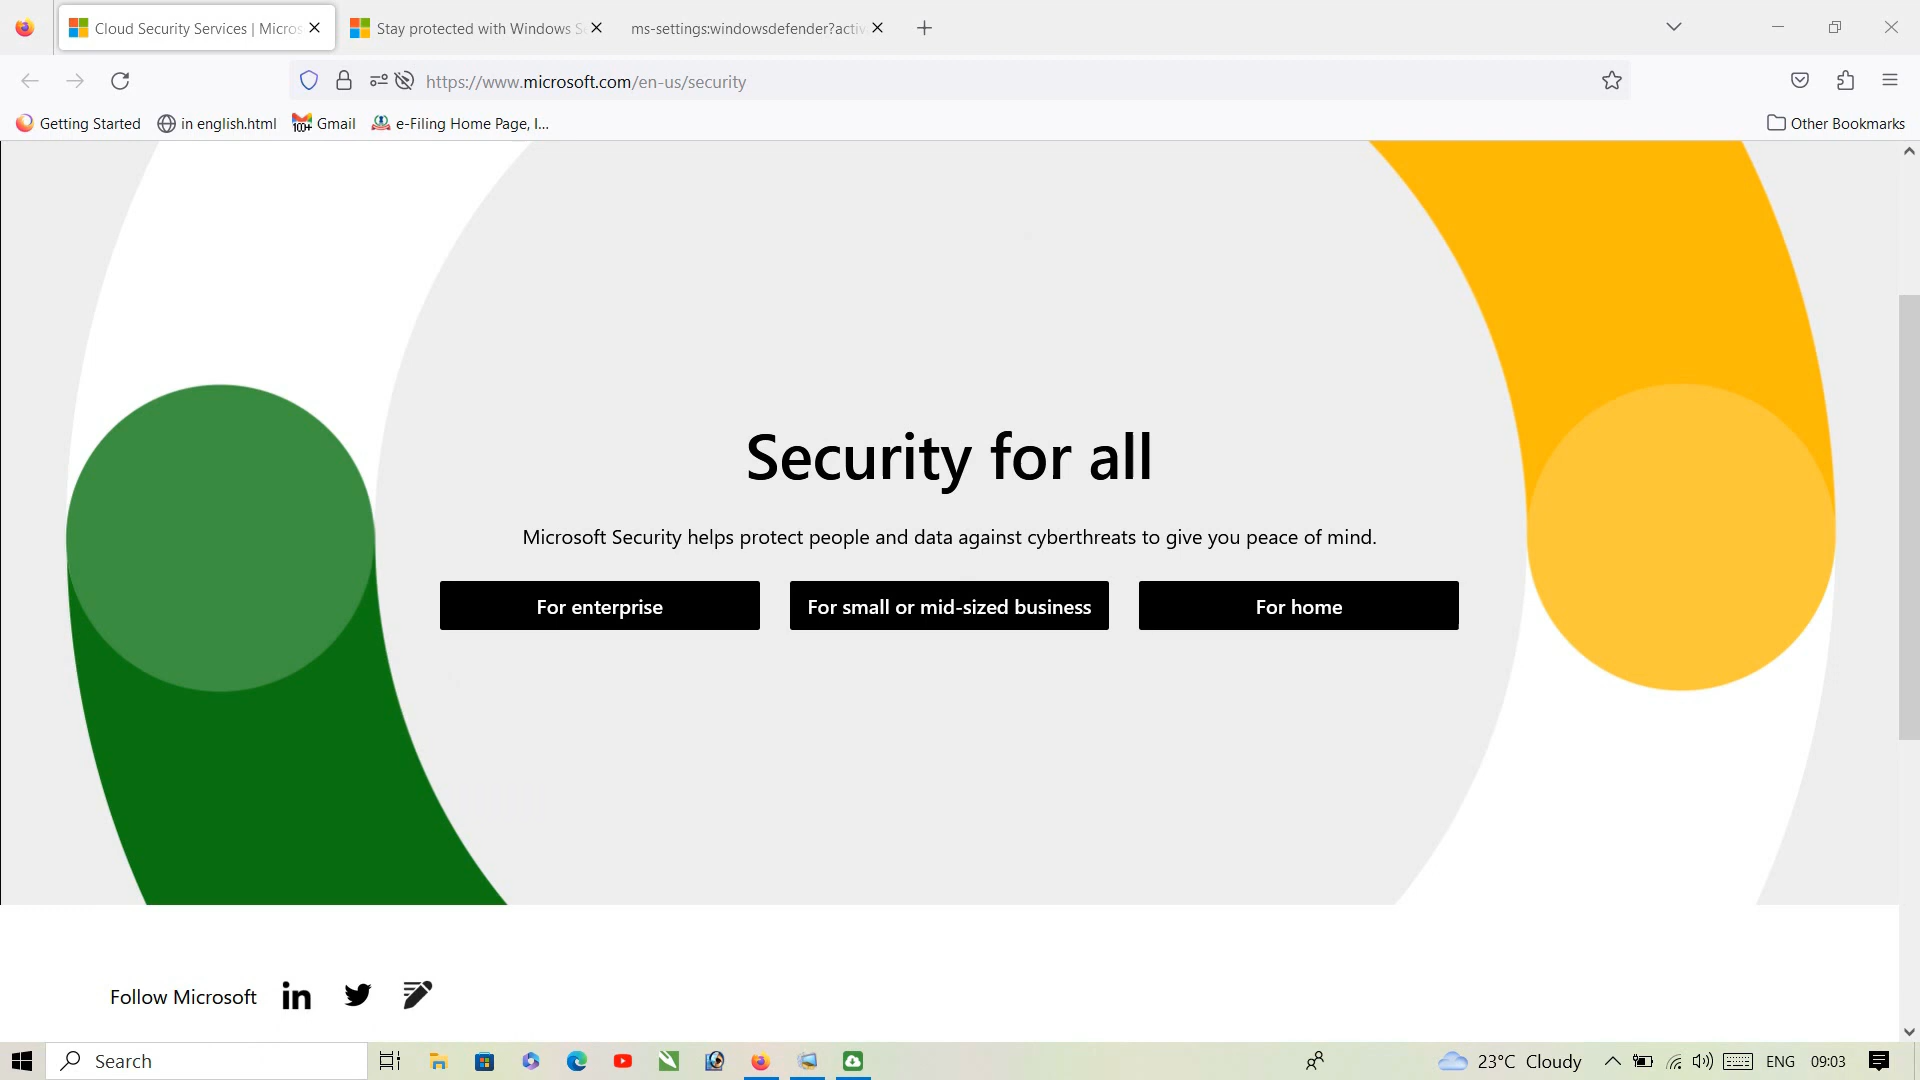 Cloud Security Services | Micros
Stay protected with Windows S
ms-settings:windowsdefender?activ
https://www.microsoft.com/en-us/security
Getting Started
in english.html
100+
Gmail
e-Filing Home Page, I...
Other Bookmarks
Security for all
Microsoft Security helps protect people and data against cyberthreats to give you peace of mind.
For enterprise
For small or mid-sized business
For home
Follow Microsoft
in
Search
23°C Cloudy
ENG
09:03